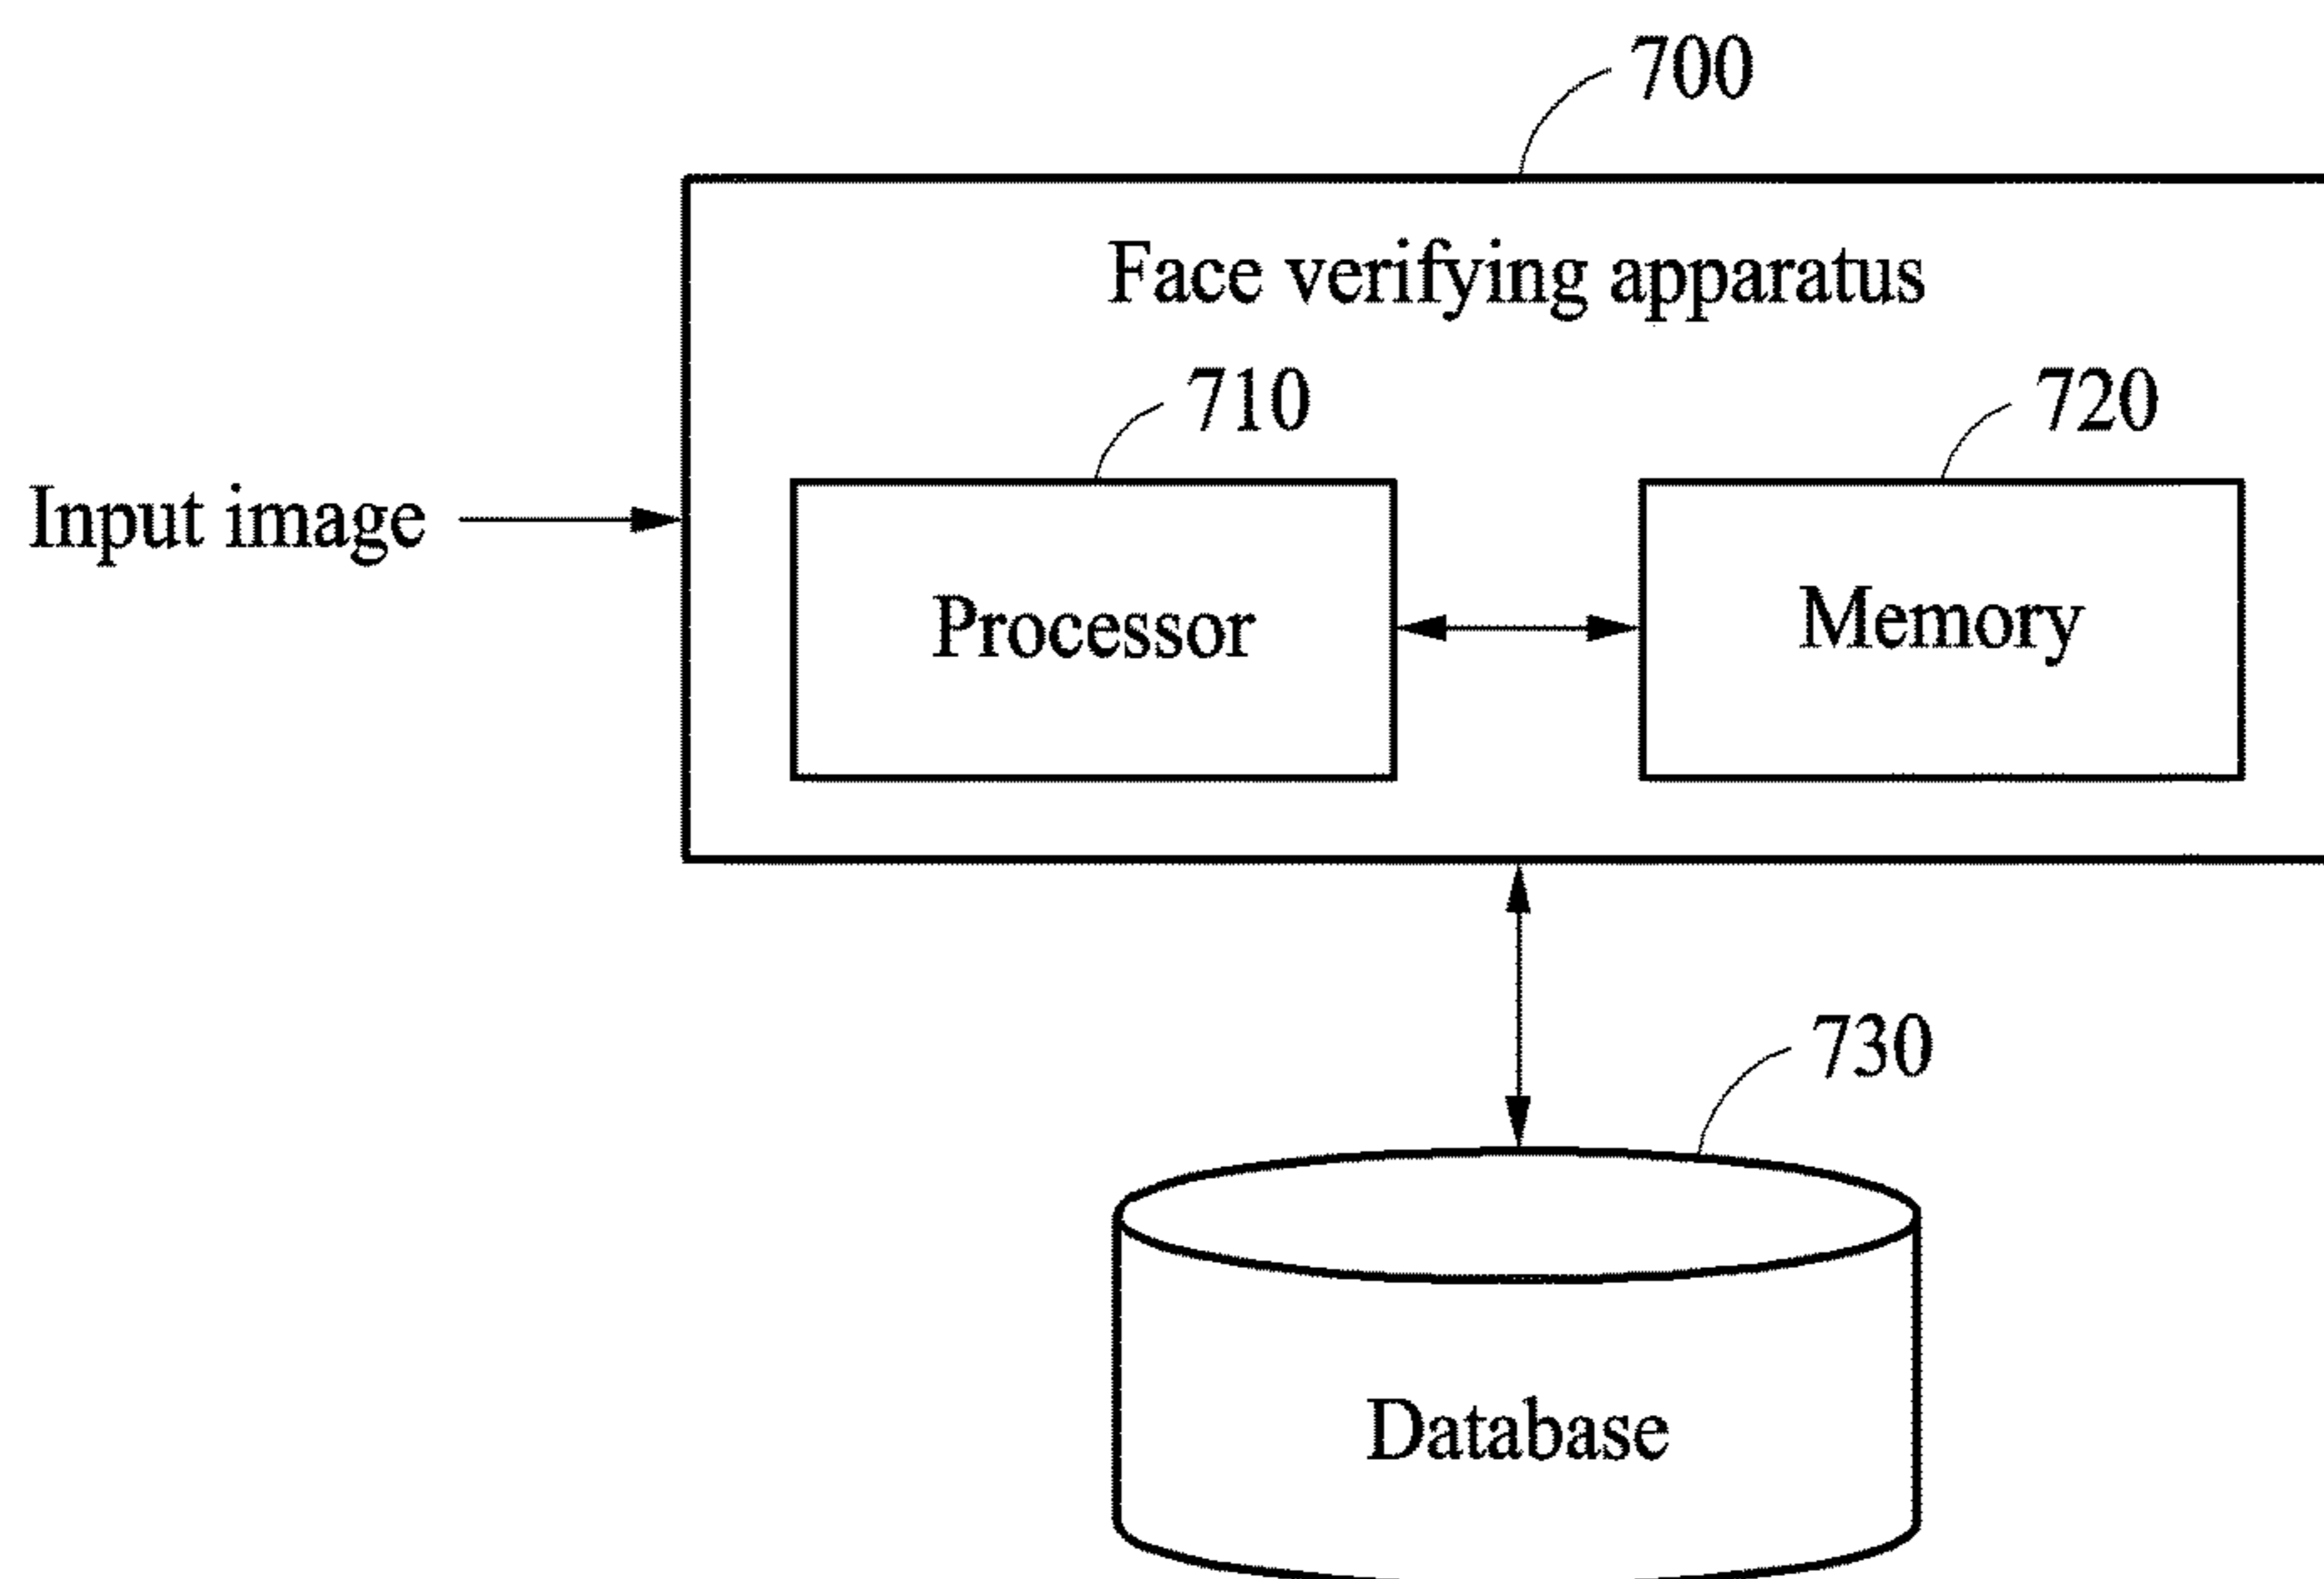 700
Face verifying apparatus
710
720
Input image
Processor
Memory
730
Database